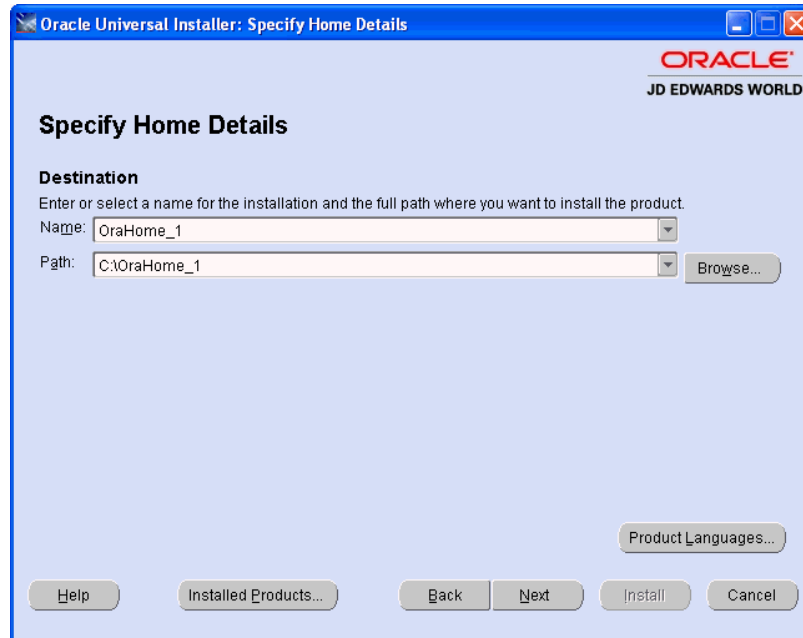 Oracle Universal Installer: Specify Home Details
ORACLE
JD EDWARDS WORLD
Specify Home Details
Destination
Enter or select a name for the installation and the full path where you want to install the product.
Name: OraHome_1
Path: C:\OraHome_1 Browse...
Product Languages...
Help Installed Products... Back Next Install Cancel